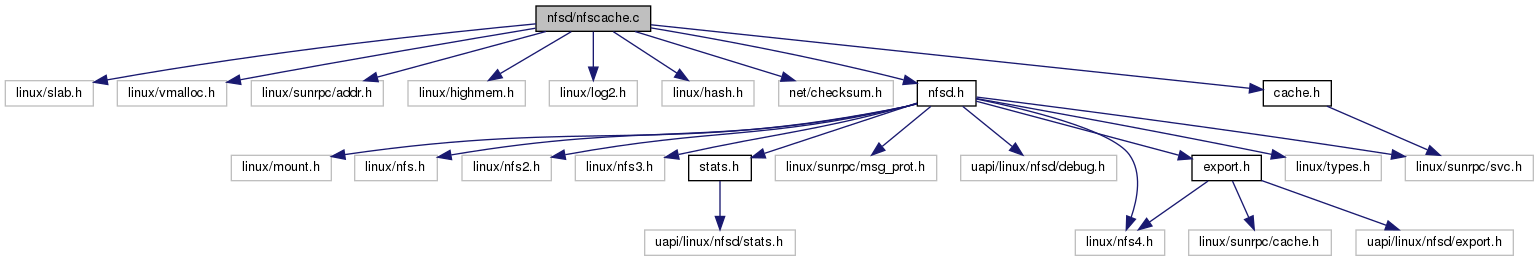 nfsd/nfscache.c
linux/slab.h
linux/vmalloc.h
linux/sunrpc/addr.h
linux/highmem.h
linux/log2.h
linux/hash.h
net/checksum.h
nfsd.h
cache.h
linux/mount.h
linux/nfs.h
linux/nfs2.h
linux/nfs3.h
stats.h
linux/sunrpc/msg_prot.h
uapi/linux/nfsd/debug.h
export.h
linux/types.h
linux/sunrpc/svc.h
uapi/linux/nfsd/stats.h
linux/nfs4.h
linux/sunrpc/cache.h
uapi/linux/nfsd/export.h